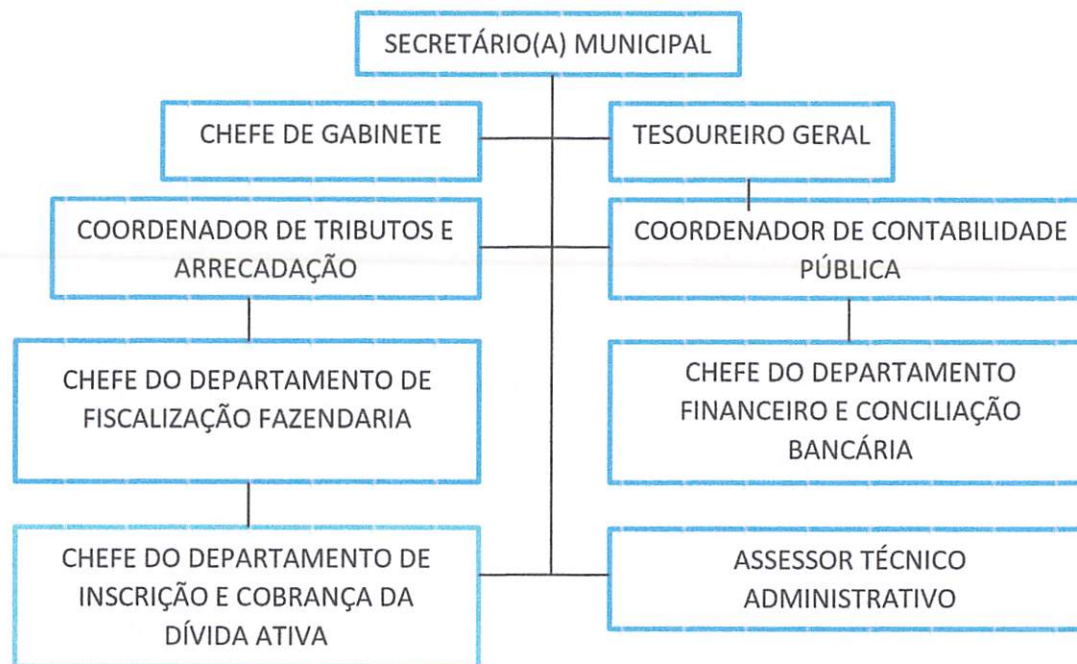 SECRETÁRIO(A) MUNICIPAL
CHEFE DE GABINETE
TESOUREIRO GERAL
COORDENADOR DE TRIBUTOS E
ARRECADAÇÃO
COORDENADOR DE CONTABILIDADE
PÚBLICA
CHEFE DO DEPARTAMENTO DE
FISCALIZAÇÃO FAZENDARIA
CHEFE DO DEPARTAMENTO
FINANCEIRO E CONCILIAÇÃO
BANCÁRIA
CHEFE DO DEPARTAMENTO DE
INSCRIÇÃO E COBRANÇA DA
DÍVIDA ATIVA
ASSESSOR TÉCNICO
ADMINISTRATIVO